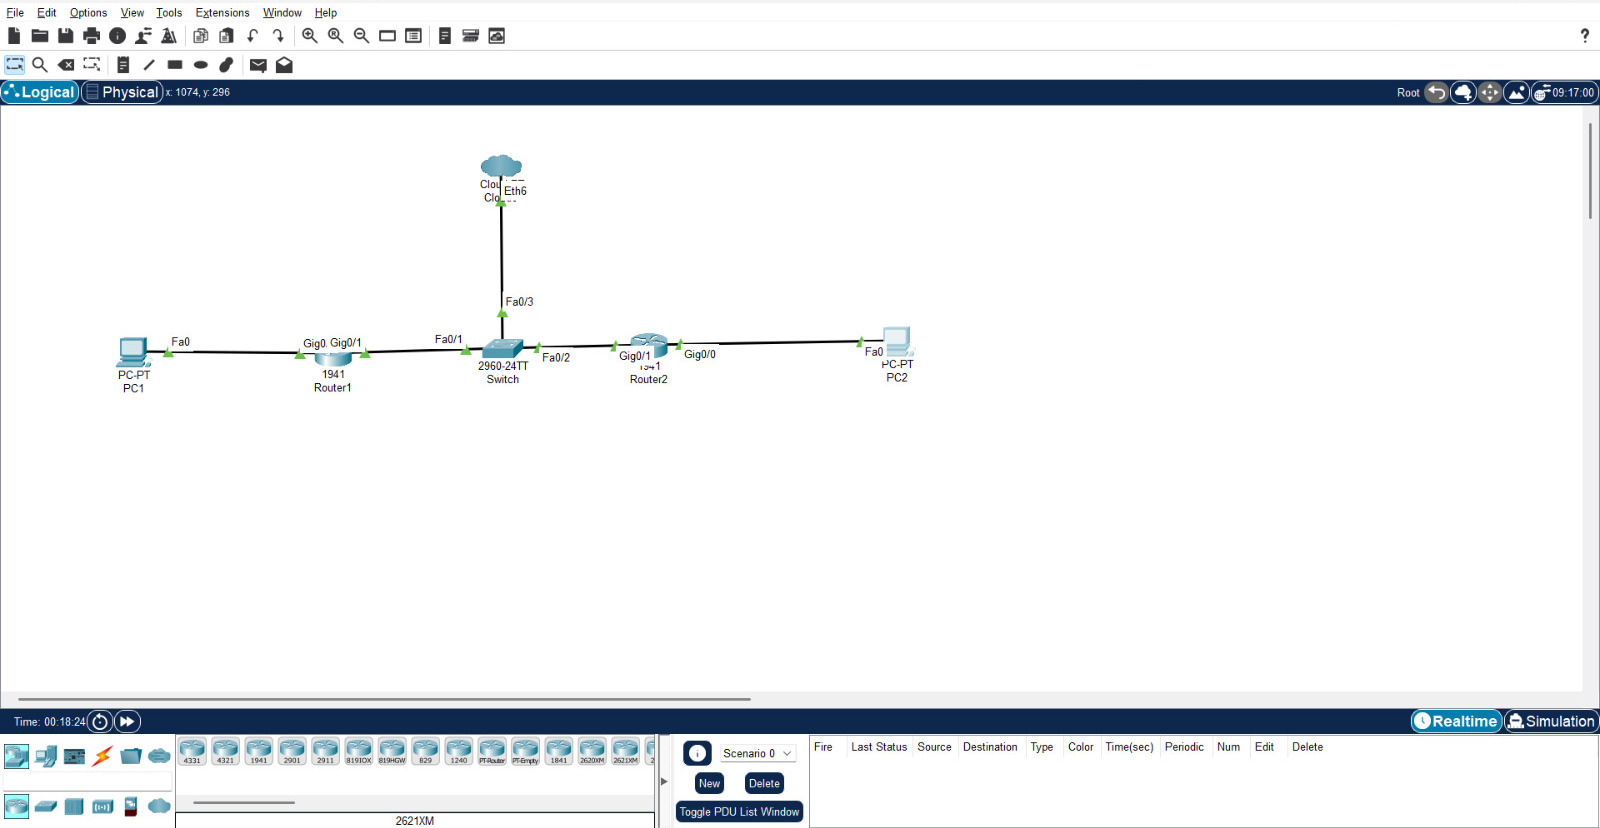 File Edit Options View Tools Extensions Window Help
?
Logical Physical x: 1074, y: 296 Root 09:17:00
Eth6
Fa0/3
Fa0 Gig0 Gig0/1 Fa0/1 Fa0/2 Gig0/1 Gig0/0 Fa0
PC-PT
PC1
1941
Router1
2960-24TT
Switch
1941
Router2
PC-PT
PC2
Time: 00:18:24 Realtime Simulation
4331 4321 1941 2901 2911 819IOX 819HGW 829 1240 PT-Router PT-Empty 1841 2620XM 2621XM 2
2621XM
Scenario 0
New Delete
Toggle PDU List Window
Fire Last Status Source Destination Type Color Time(sec) Periodic Num Edit Delete